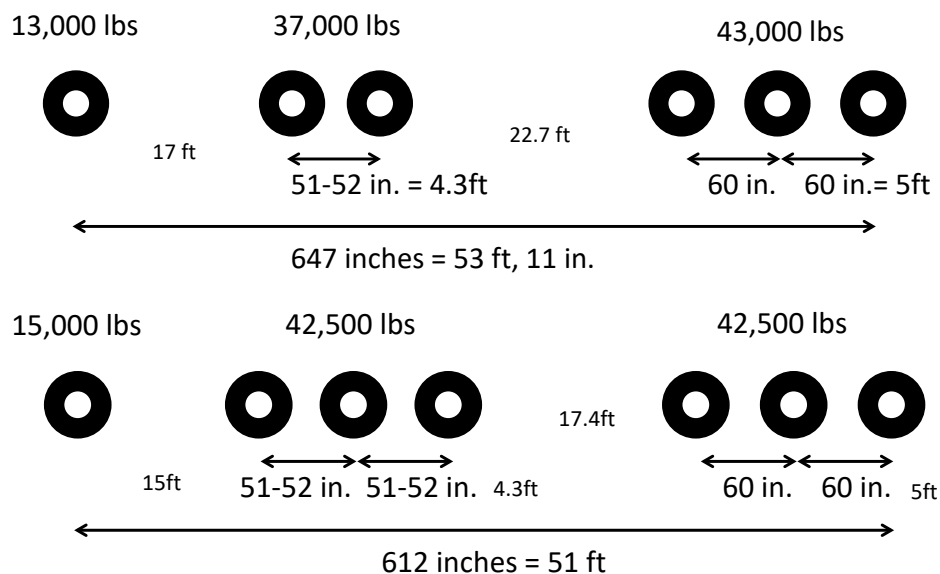 13,000 lbs 37,000 lbs 43,000 lbs
17 ft 22.7 ft
51-52 in. = 4.3ft 60 in. 60 in.= 5ft
647 inches = 53 ft, 11 in.
15,000 lbs 42,500 lbs 42,500 lbs
17.4ft
15ft 51-52 in. 51-52 in. 4.3ft 60 in. 60 in. 5ft
612 inches = 51 ft